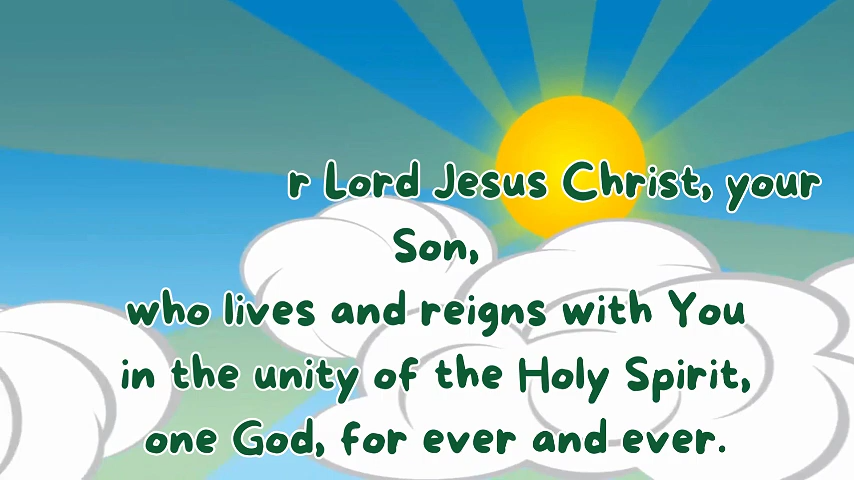 r Lord Jesus Christ, your
Son,
who lives and reigns with You
in the unity of the Holy Spirit,
one God, for ever and ever.